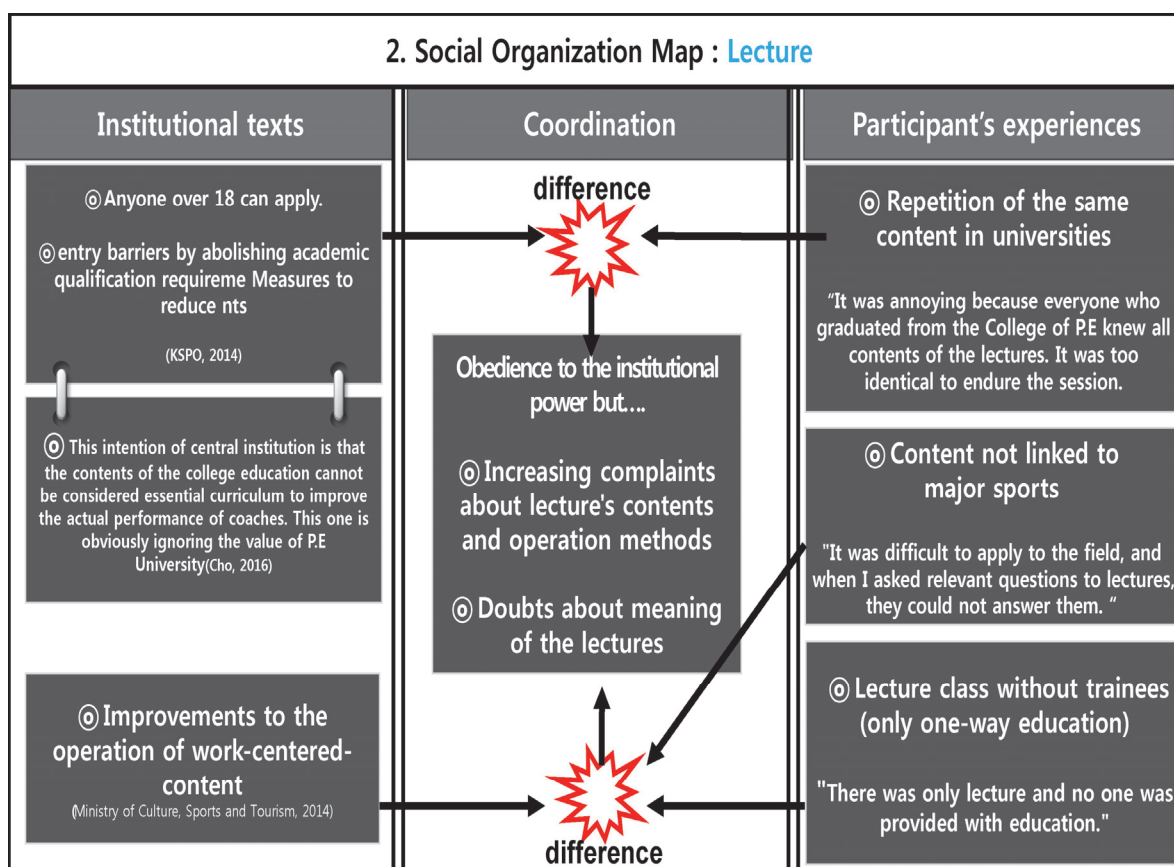 2. Social Organization Map : Lecture
Institutional texts
◎Anyone over 18 can apply.
◎entry barriers by abolishing academic
qualification requireme Measures to
reduce nts
(KSPO, 2014)
◎ This intention of central institution is that
the contents of the college education cannot
be considered essential curriculum to improve
the actual performance of coaches. This one is
obviously ignoring the value of P.E
University(Cho, 2016)
◎Improvements to the
operation of work-centered-
content
(Ministry of Culture, Sports and Tourism, 2014)
Coordination
difference
Obedience to the institutional
power but….
◎Increasing complaints
about lecture's contents
and operation methods
◎Doubts about meaning
of the lectures
difference
Participant's experiences
◎ Repetition of the same
content in universities
“It was annoying because everyone who
graduated from the College of P.E knew all
contents of the lectures. It was too
identical to endure the session.
◎Content not linked to
major sports
"It was difficult to apply to the field, and
when I asked relevant questions to lectures,
they could not answer them. “
◎Lecture class without trainees
(only one-way education)
"There was only lecture and no one was
provided with education."